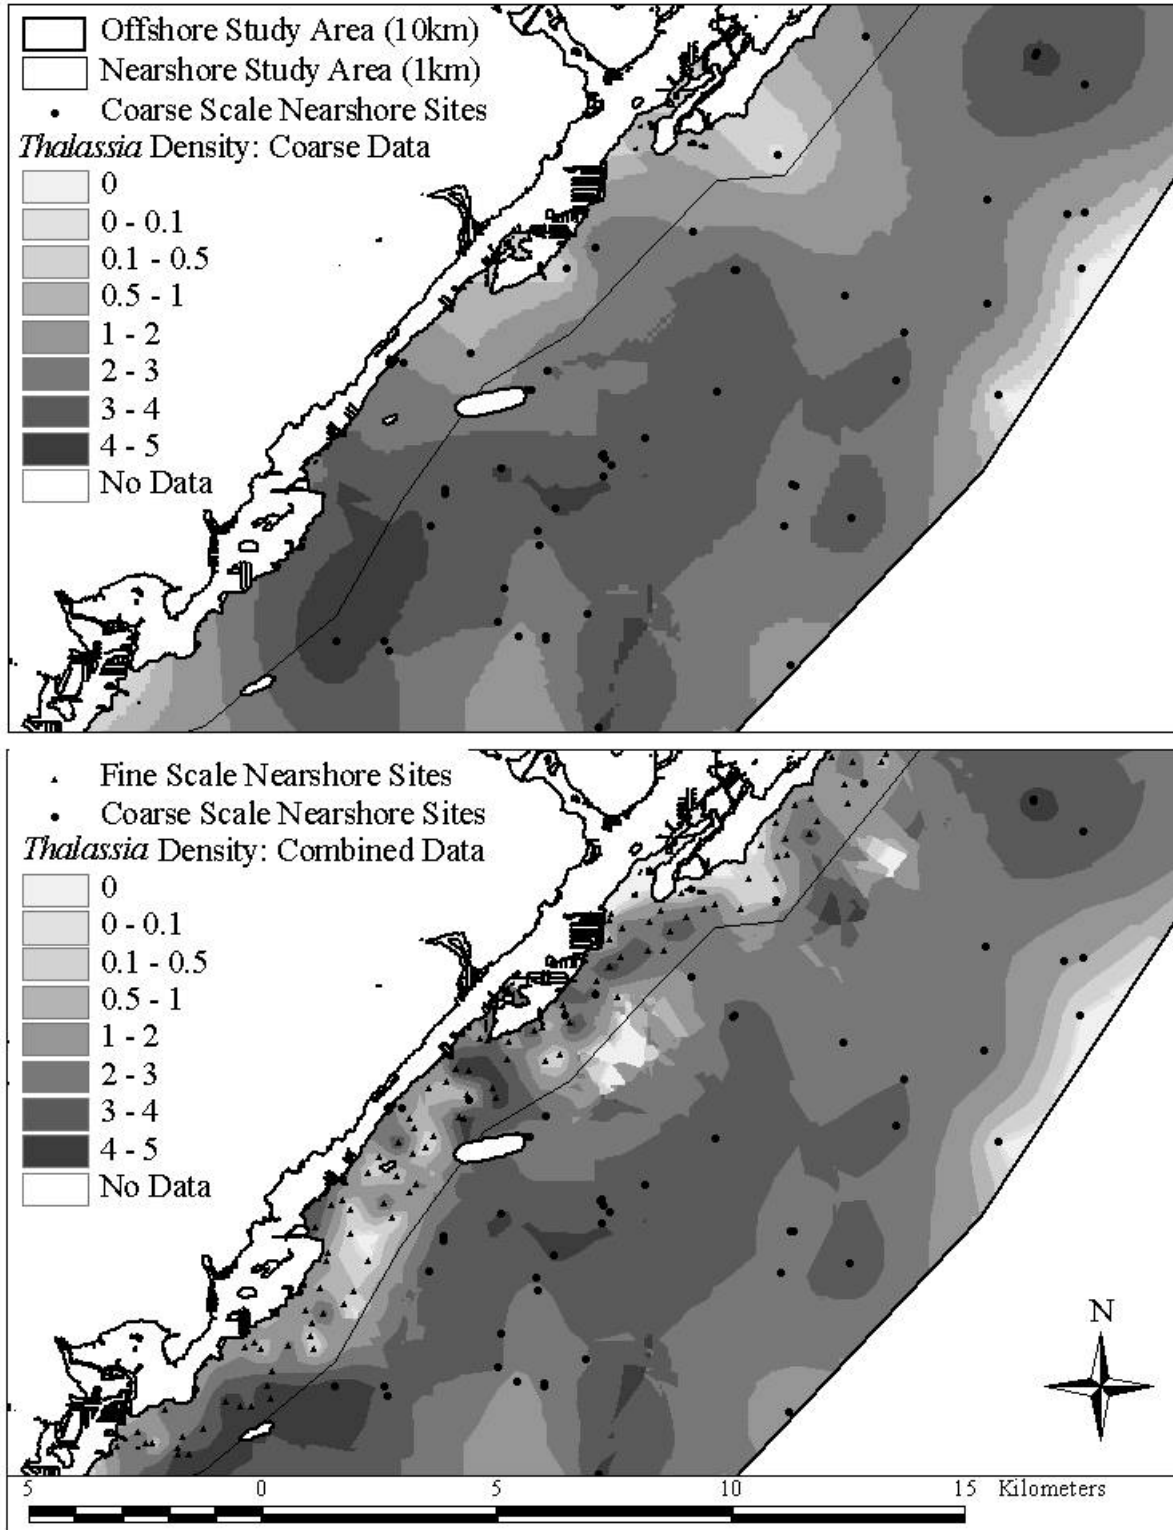 Offshore Study Area (10km)
Nearshore Study Area (1km)
Coarse Scale Nearshore Sites
Thalassia Density: Coarse Data
0
0 - 0.1
0.1 - 0.5
0.5 - 1
1 - 2
2 - 3
3 - 4
4 - 5
No Data
Fine Scale Nearshore Sites
Coarse Scale Nearshore Sites
Thalassia Density: Combined Data
0
0 - 0.1
0.1 - 0.5
0.5 - 1
1 - 2
2 - 3
3 - 4
4 - 5
No Data
N
5 0 5 10 15 Kilometers